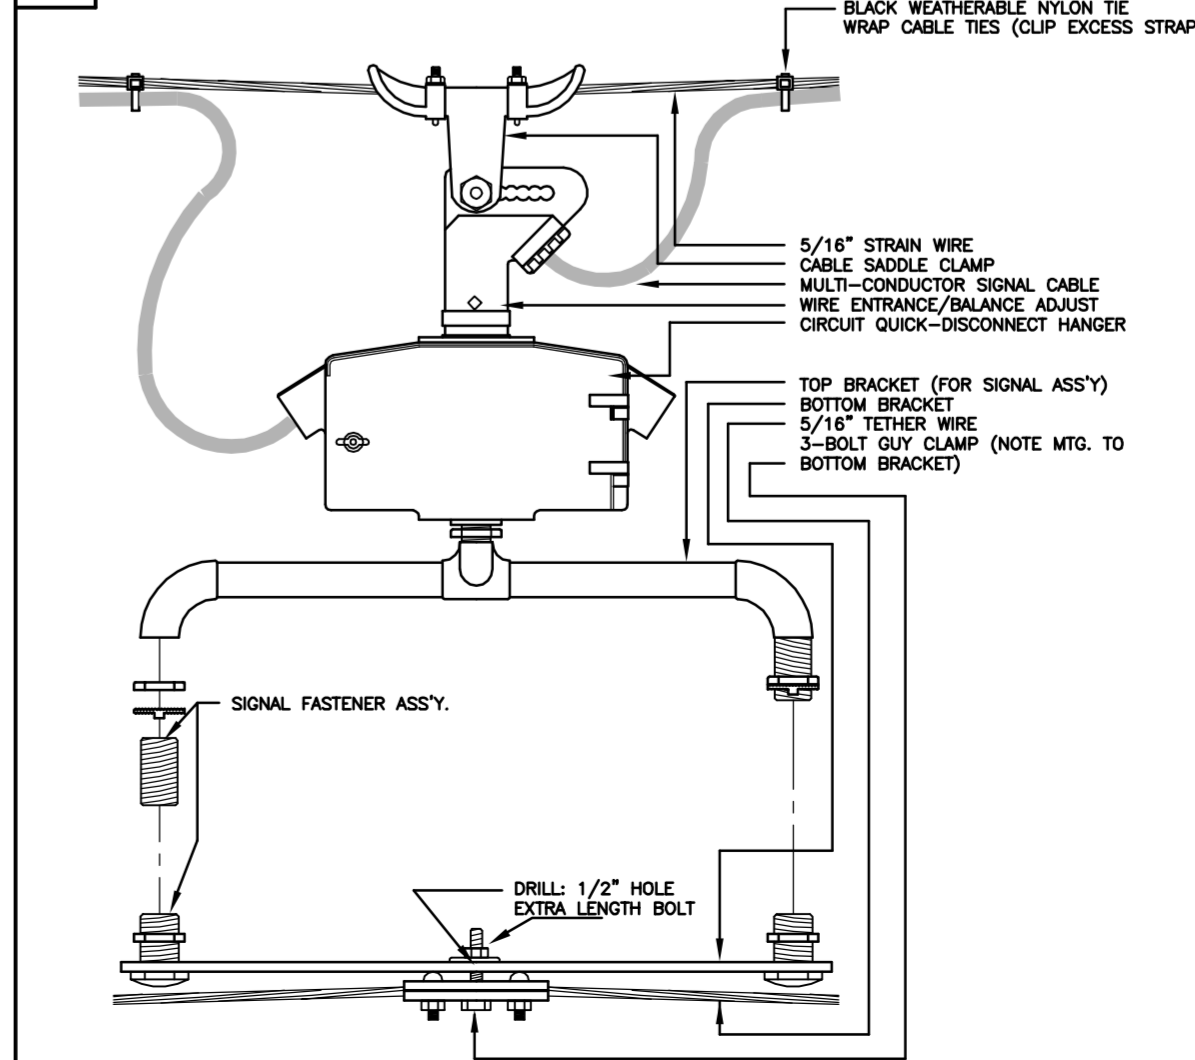 BLACK WEATHERABLE NYLON TIE
WRAP CABLE TIES (CLIP EXCESS STRAP
5/16" STRAIN WIRE
CABLE SADDLE CLAMP
MULTI-CONDUCTOR SIGNAL CABLE
WIRE ENTRANCE/BALANCE ADJUST
CIRCUIT QUICK-DISCONNECT HANGER
TOP BRACKET (FOR SIGNAL ASS'Y)
BOTTOM BRACKET
5/16" TETHER WIRE
3-BOLT GUY CLAMP (NOTE MTG. TO
BOTTOM BRACKET)
SIGNAL FASTENER ASS'Y.
DRILL: 1/2" HOLE
EXTRA LENGTH BOLT